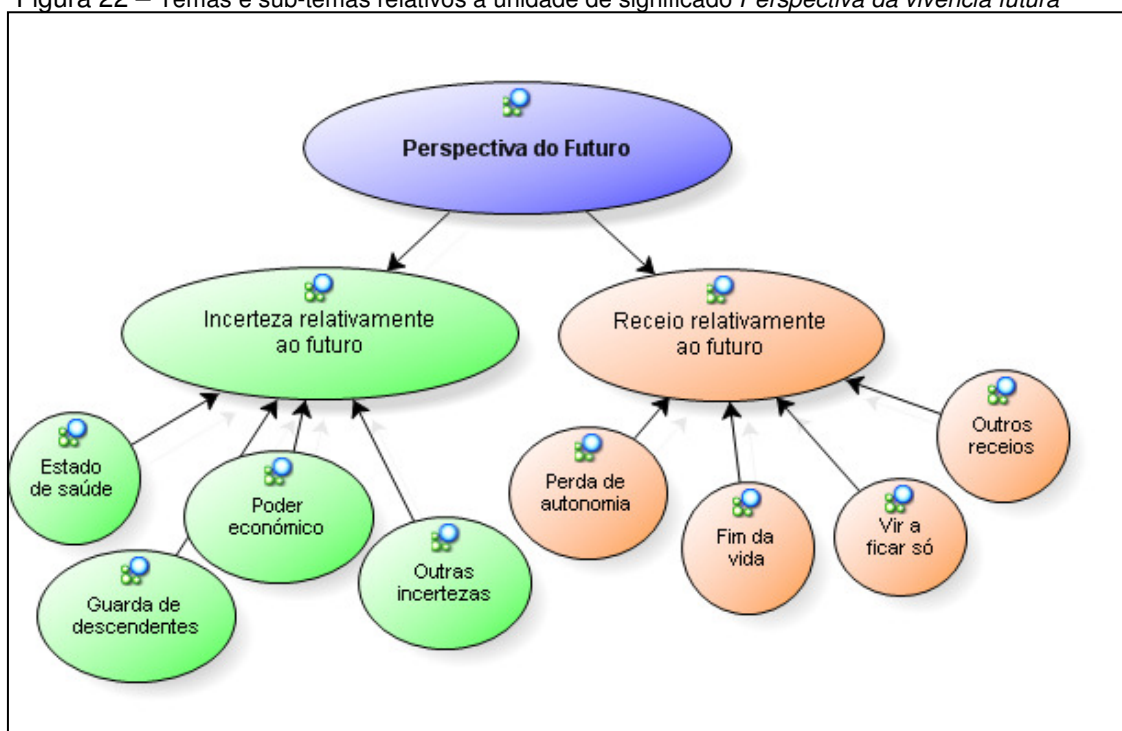 Figura 22 – Temas e sub-temas relativos à unidade de significado Perspectiva da vivência futura
Perspectiva do Futuro
Incerteza relativamente
ao futuro
Receio relativamente
ao futuro
Estado
de saúde
Guarda de
descendentes
Poder
económico
Outras
incertezas
Perda de
autonomia
Fim da
vida
Vir a
ficar só
Outros
receios